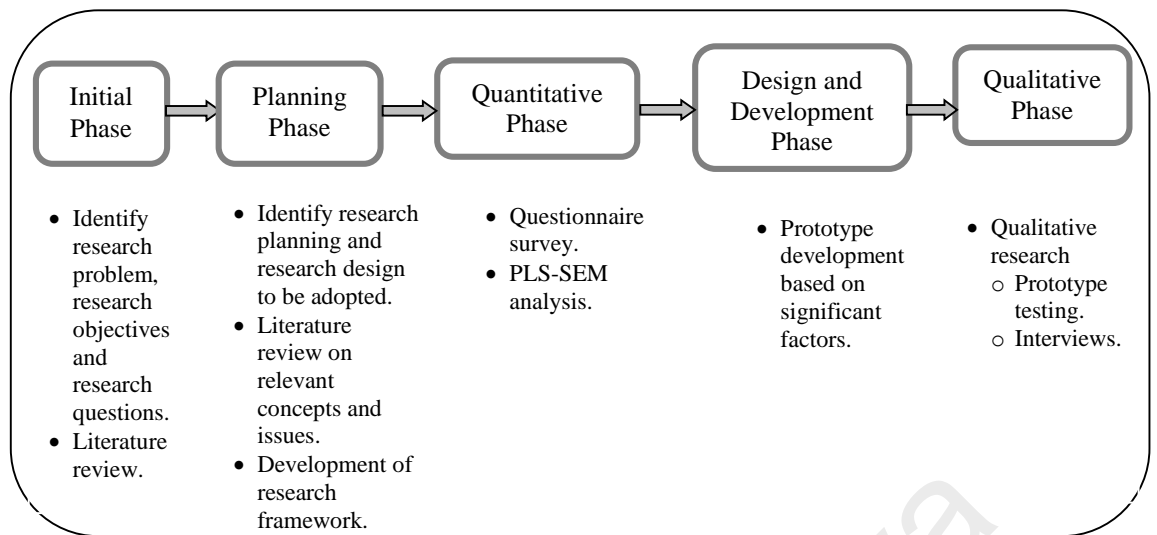 Initial
Phase
Planning
Phase
Quantitative
Phase
Design and
Development
Phase
Qualitative
Phase
• Identify
research
problem,
research
objectives
and
research
questions.
• Literature
review.
• Identify research
planning and
research design
to be adopted.
• Literature
review on
relevant
concepts and
issues.
• Development of
research
framework.
• Questionnaire
survey.
• PLS-SEM
analysis.
• Prototype
development
based on
significant
factors.
• Qualitative
research
o Prototype
testing.
o Interviews.